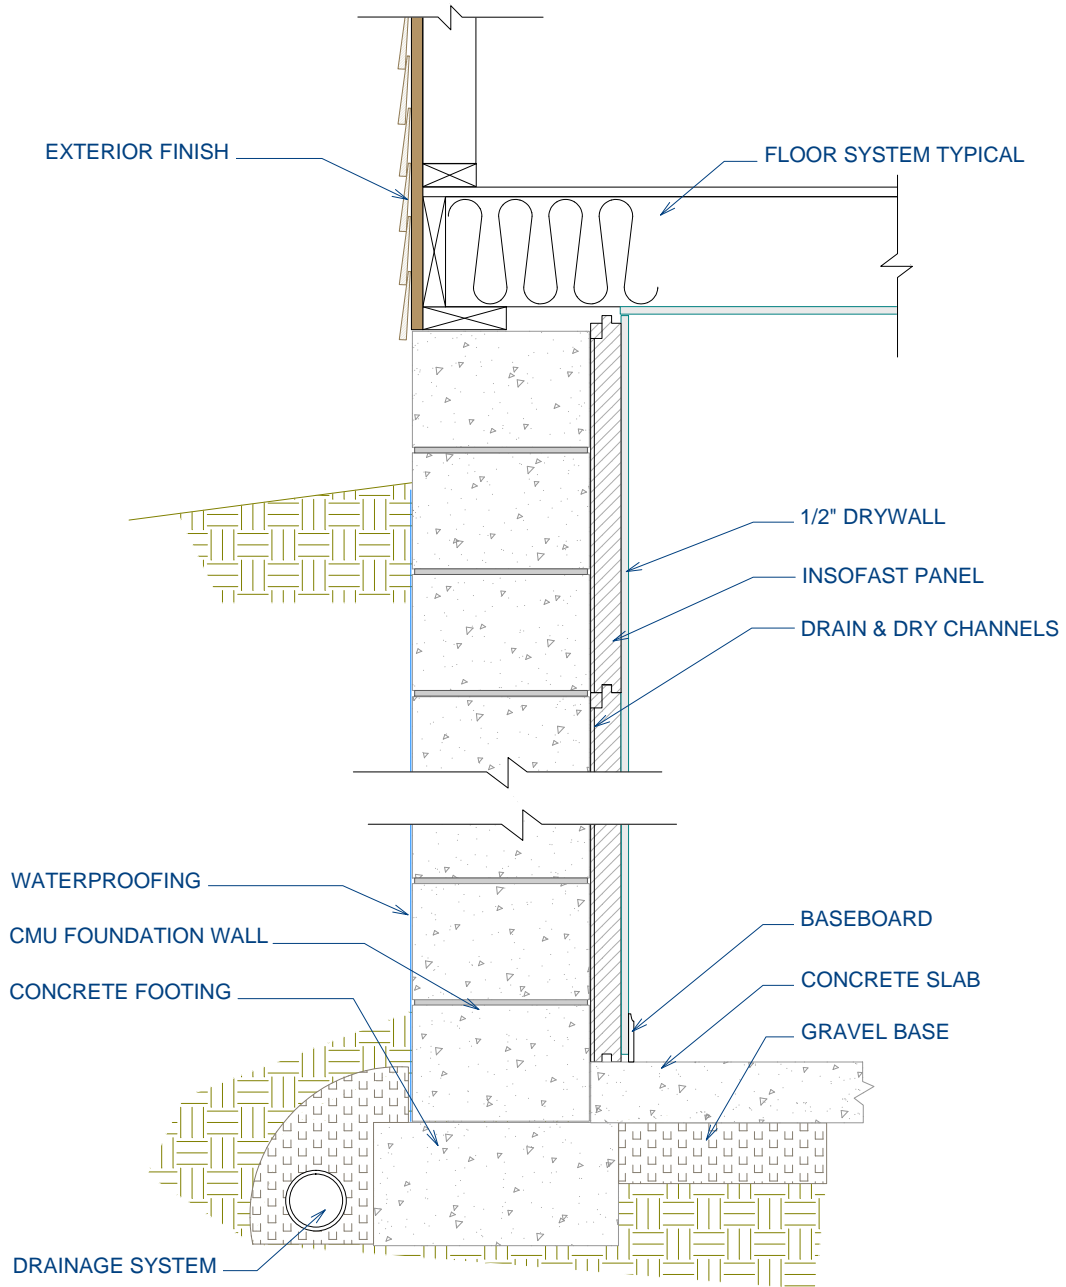 EXTERIOR FINISH
FLOOR SYSTEM TYPICAL
1/2" DRYWALL
INSOFAST PANEL
DRAIN & DRY CHANNELS
WATERPROOFING
CMU FOUNDATION WALL
CONCRETE FOOTING
BASEBOARD
CONCRETE SLAB
GRAVEL BASE
DRAINAGE SYSTEM